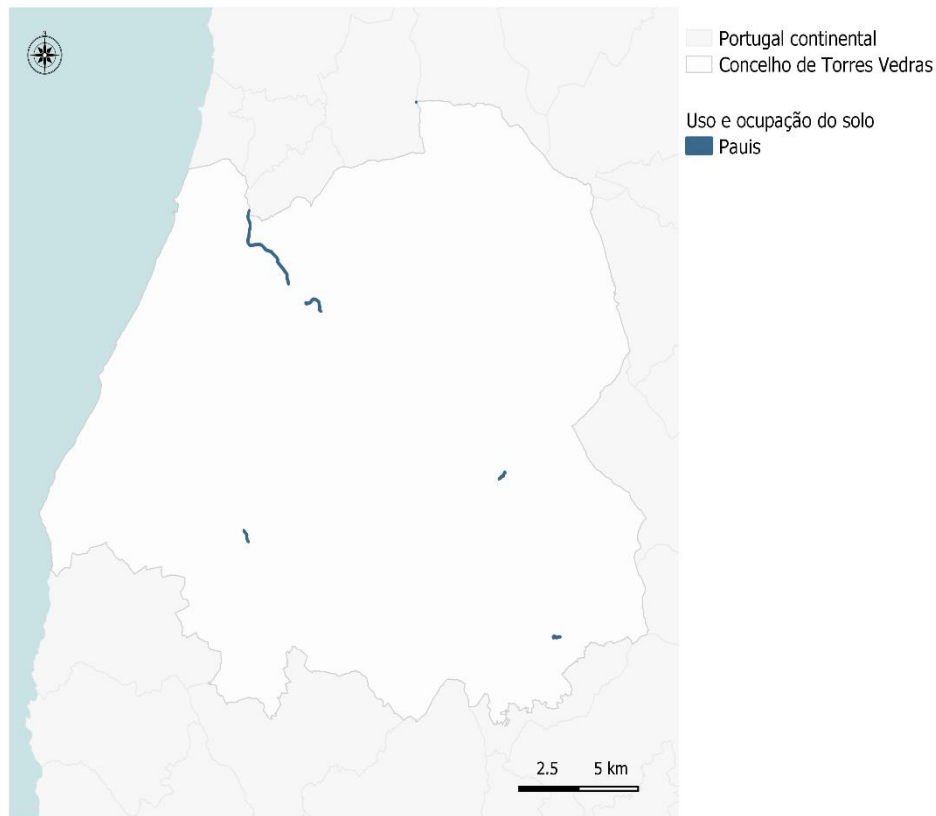 Portugal continental
Concelho de Torres Vedras
Uso e ocupação do solo
Pauis
2.5 5 km